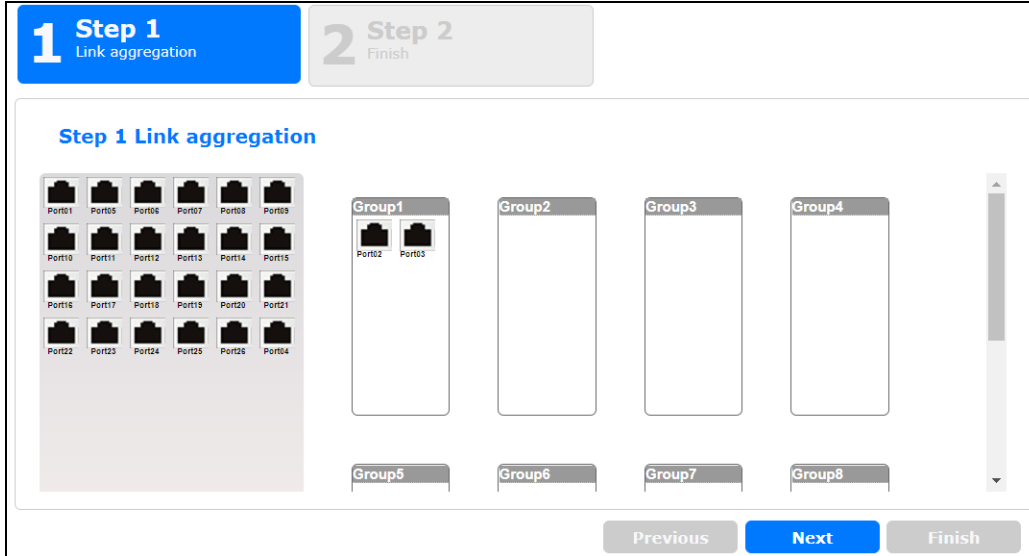 1 Step 1
Link aggregation
2 Step 2
Finish
Step 1 Link aggregation
Port01 Port05 Port06 Port07 Port08 Port09
Port10 Port11 Port12 Port13 Port14 Port15
Port16 Port17 Port18 Port19 Port20 Port21
Port22 Port23 Port24 Port25 Port26 Port04
Group1 Group2 Group3 Group4
Port02 Port03
Group5 Group6 Group7 Group8
Previous Next Finish